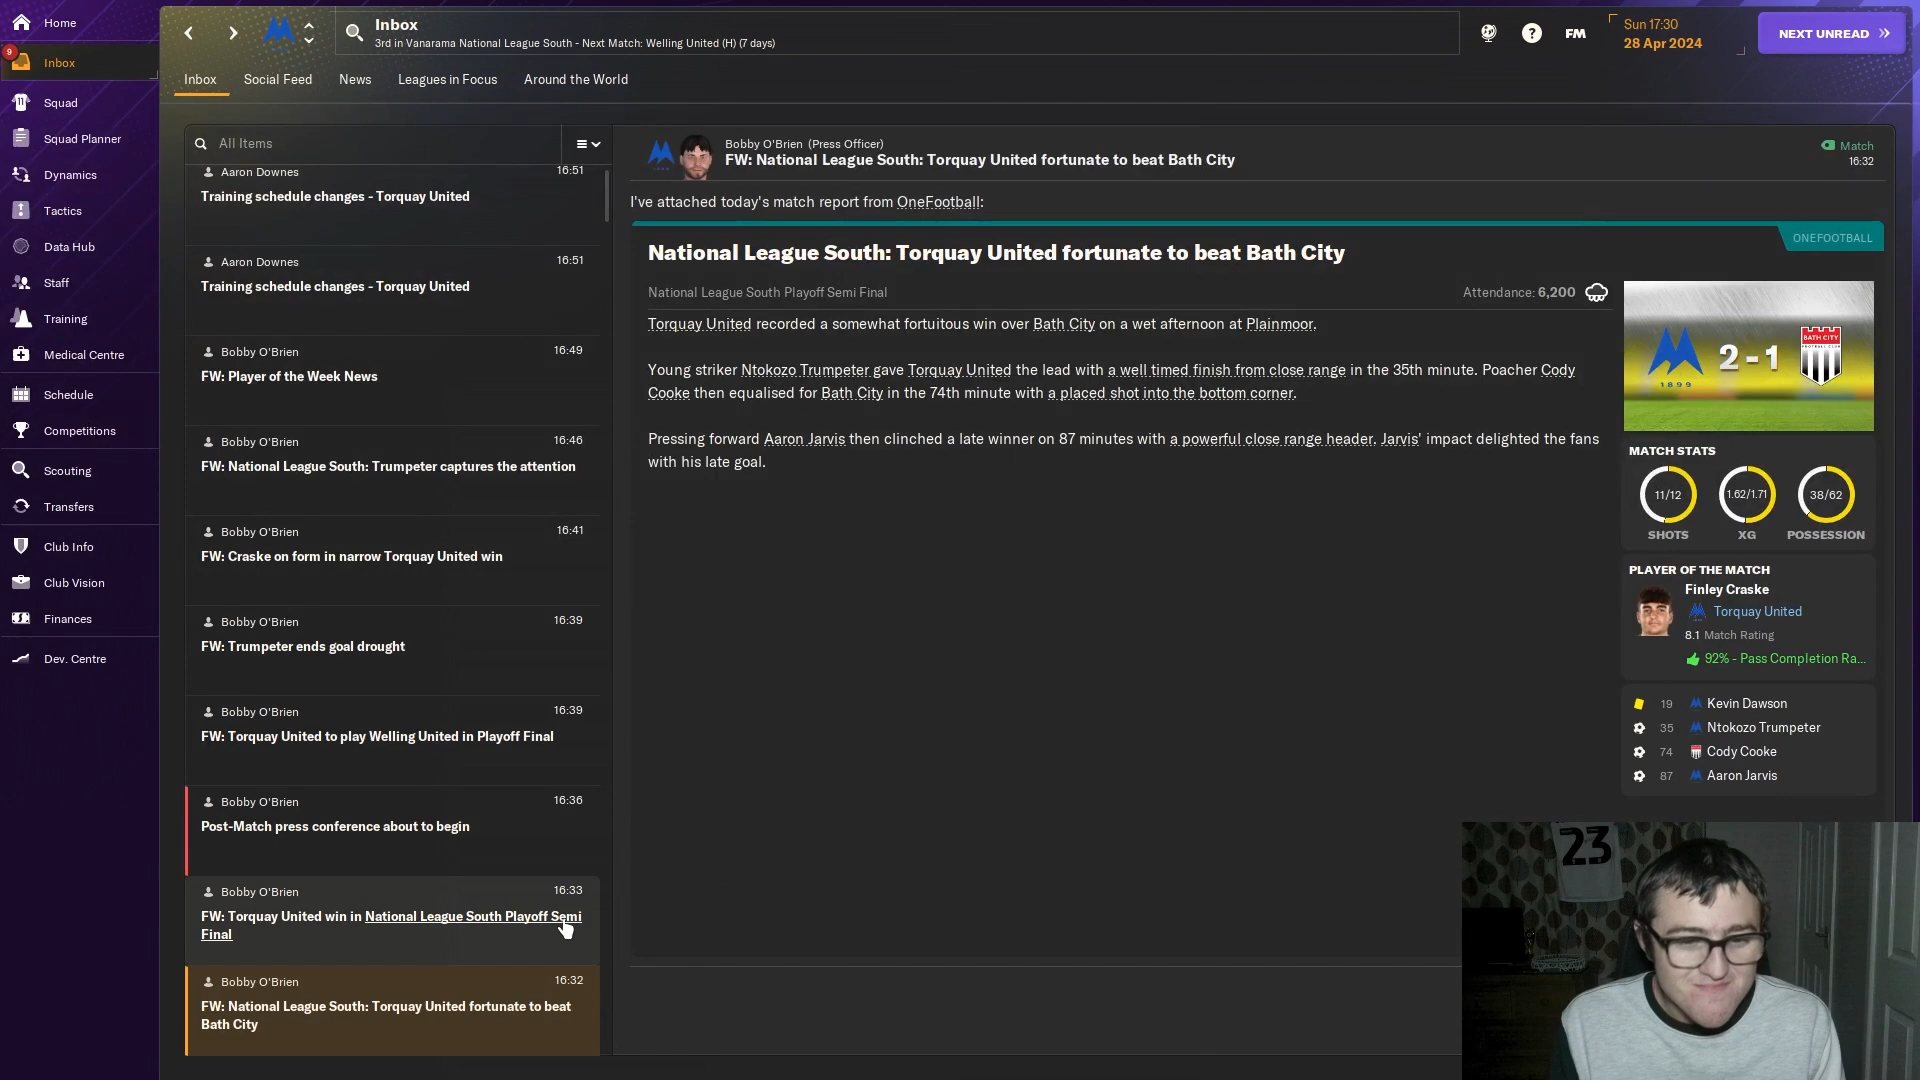 Home
9
Inbox
Squad
Squad Planner
Dynamics
Tactics
Data Hub
Staff
Training
Medical Centre
Schedule
Competitions
Scouting
Transfers
Club Info
Club Vision
Finances
Dev. Centre
Inbox
3rd in Vanarama National League South - Next Match: Welling United (H) (7 days)
?
FM
Sun 17:30
28 Apr 2024
NEXT UNREAD
Inbox
Social Feed
News
Leagues in Focus
Around the World
All Items
Aaron Downes
16:51
Training schedule changes - Torquay United
Aaron Downes
16:51
Training schedule changes - Torquay United
Bobby O'Brien
16:49
FW: Player of the Week News
Bobby O'Brien
16:46
FW: National League South: Trumpeter captures the attention
Bobby O'Brien
16:41
FW: Craske on form in narrow Torquay United win
Bobby O'Brien
16:39
FW: Trumpeter ends goal drought
Bobby O'Brien
16:39
FW: Torquay United to play Welling United in Playoff Final
Bobby O'Brien
16:36
Post-Match press conference about to begin
Bobby O'Brien
16:33
FW: Torquay United win in National League South Playoff Semi
Final
Bobby O'Brien
16:32
FW: National League South: Torquay United fortunate to beat
Bath City
Bobby O'Brien (Press Officer)
FW: National League South: Torquay United fortunate to beat Bath City
Match
16:32
I've attached today's match report from OneFootball:
ONEFOOTBALL
National League South: Torquay United fortunate to beat Bath City
National League South Playoff Semi Final
Attendance: 6,200
Torquay United recorded a somewhat fortuitous win over Bath City on a wet afternoon at Plainmoor.
Young striker Ntokozo Trumpeter gave Torquay United the lead with a well timed finish from close range in the 35th minute. Poacher Cody
Cooke then equalised for Bath City in the 74th minute with a placed shot into the bottom corner.
Pressing forward Aaron Jarvis then clinched a late winner on 87 minutes with a powerful close range header. Jarvis' impact delighted the fans
with his late goal.
1899
2 - 1
BATH CITY
MATCH STATS
11/12
1.62/1.71
38/62
SHOTS
XG
POSSESSION
PLAYER OF THE MATCH
Finley Craske
Torquay United
8.1 Match Rating
92% - Pass Completion Ra...
19 Kevin Dawson
35 Ntokozo Trumpeter
74 Cody Cooke
87 Aaron Jarvis
23